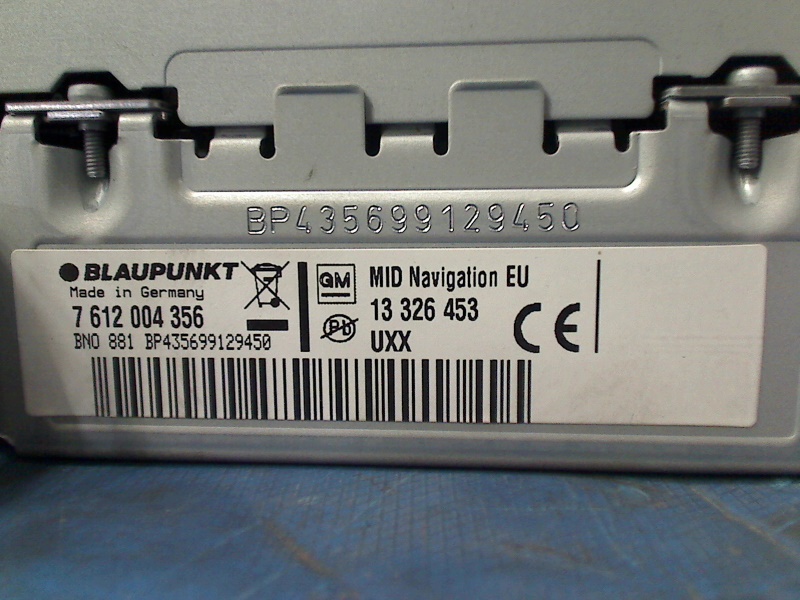 BP435699129450
BLAUPUNKT
Made in Germany
7 612 004 356
BNO 881 BP435699129450
GM
MID Navigation EU
13 326 453
Pb
UXX
CE